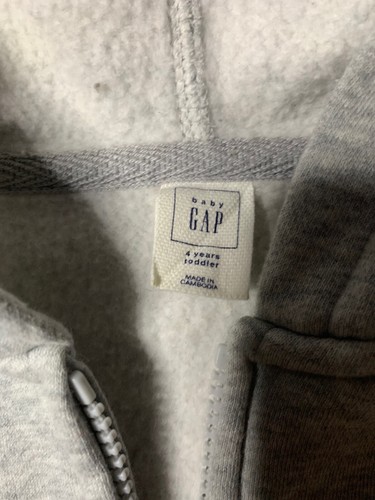 baby
GAP
4 years
toddler
MADE IN
CAMBODIA